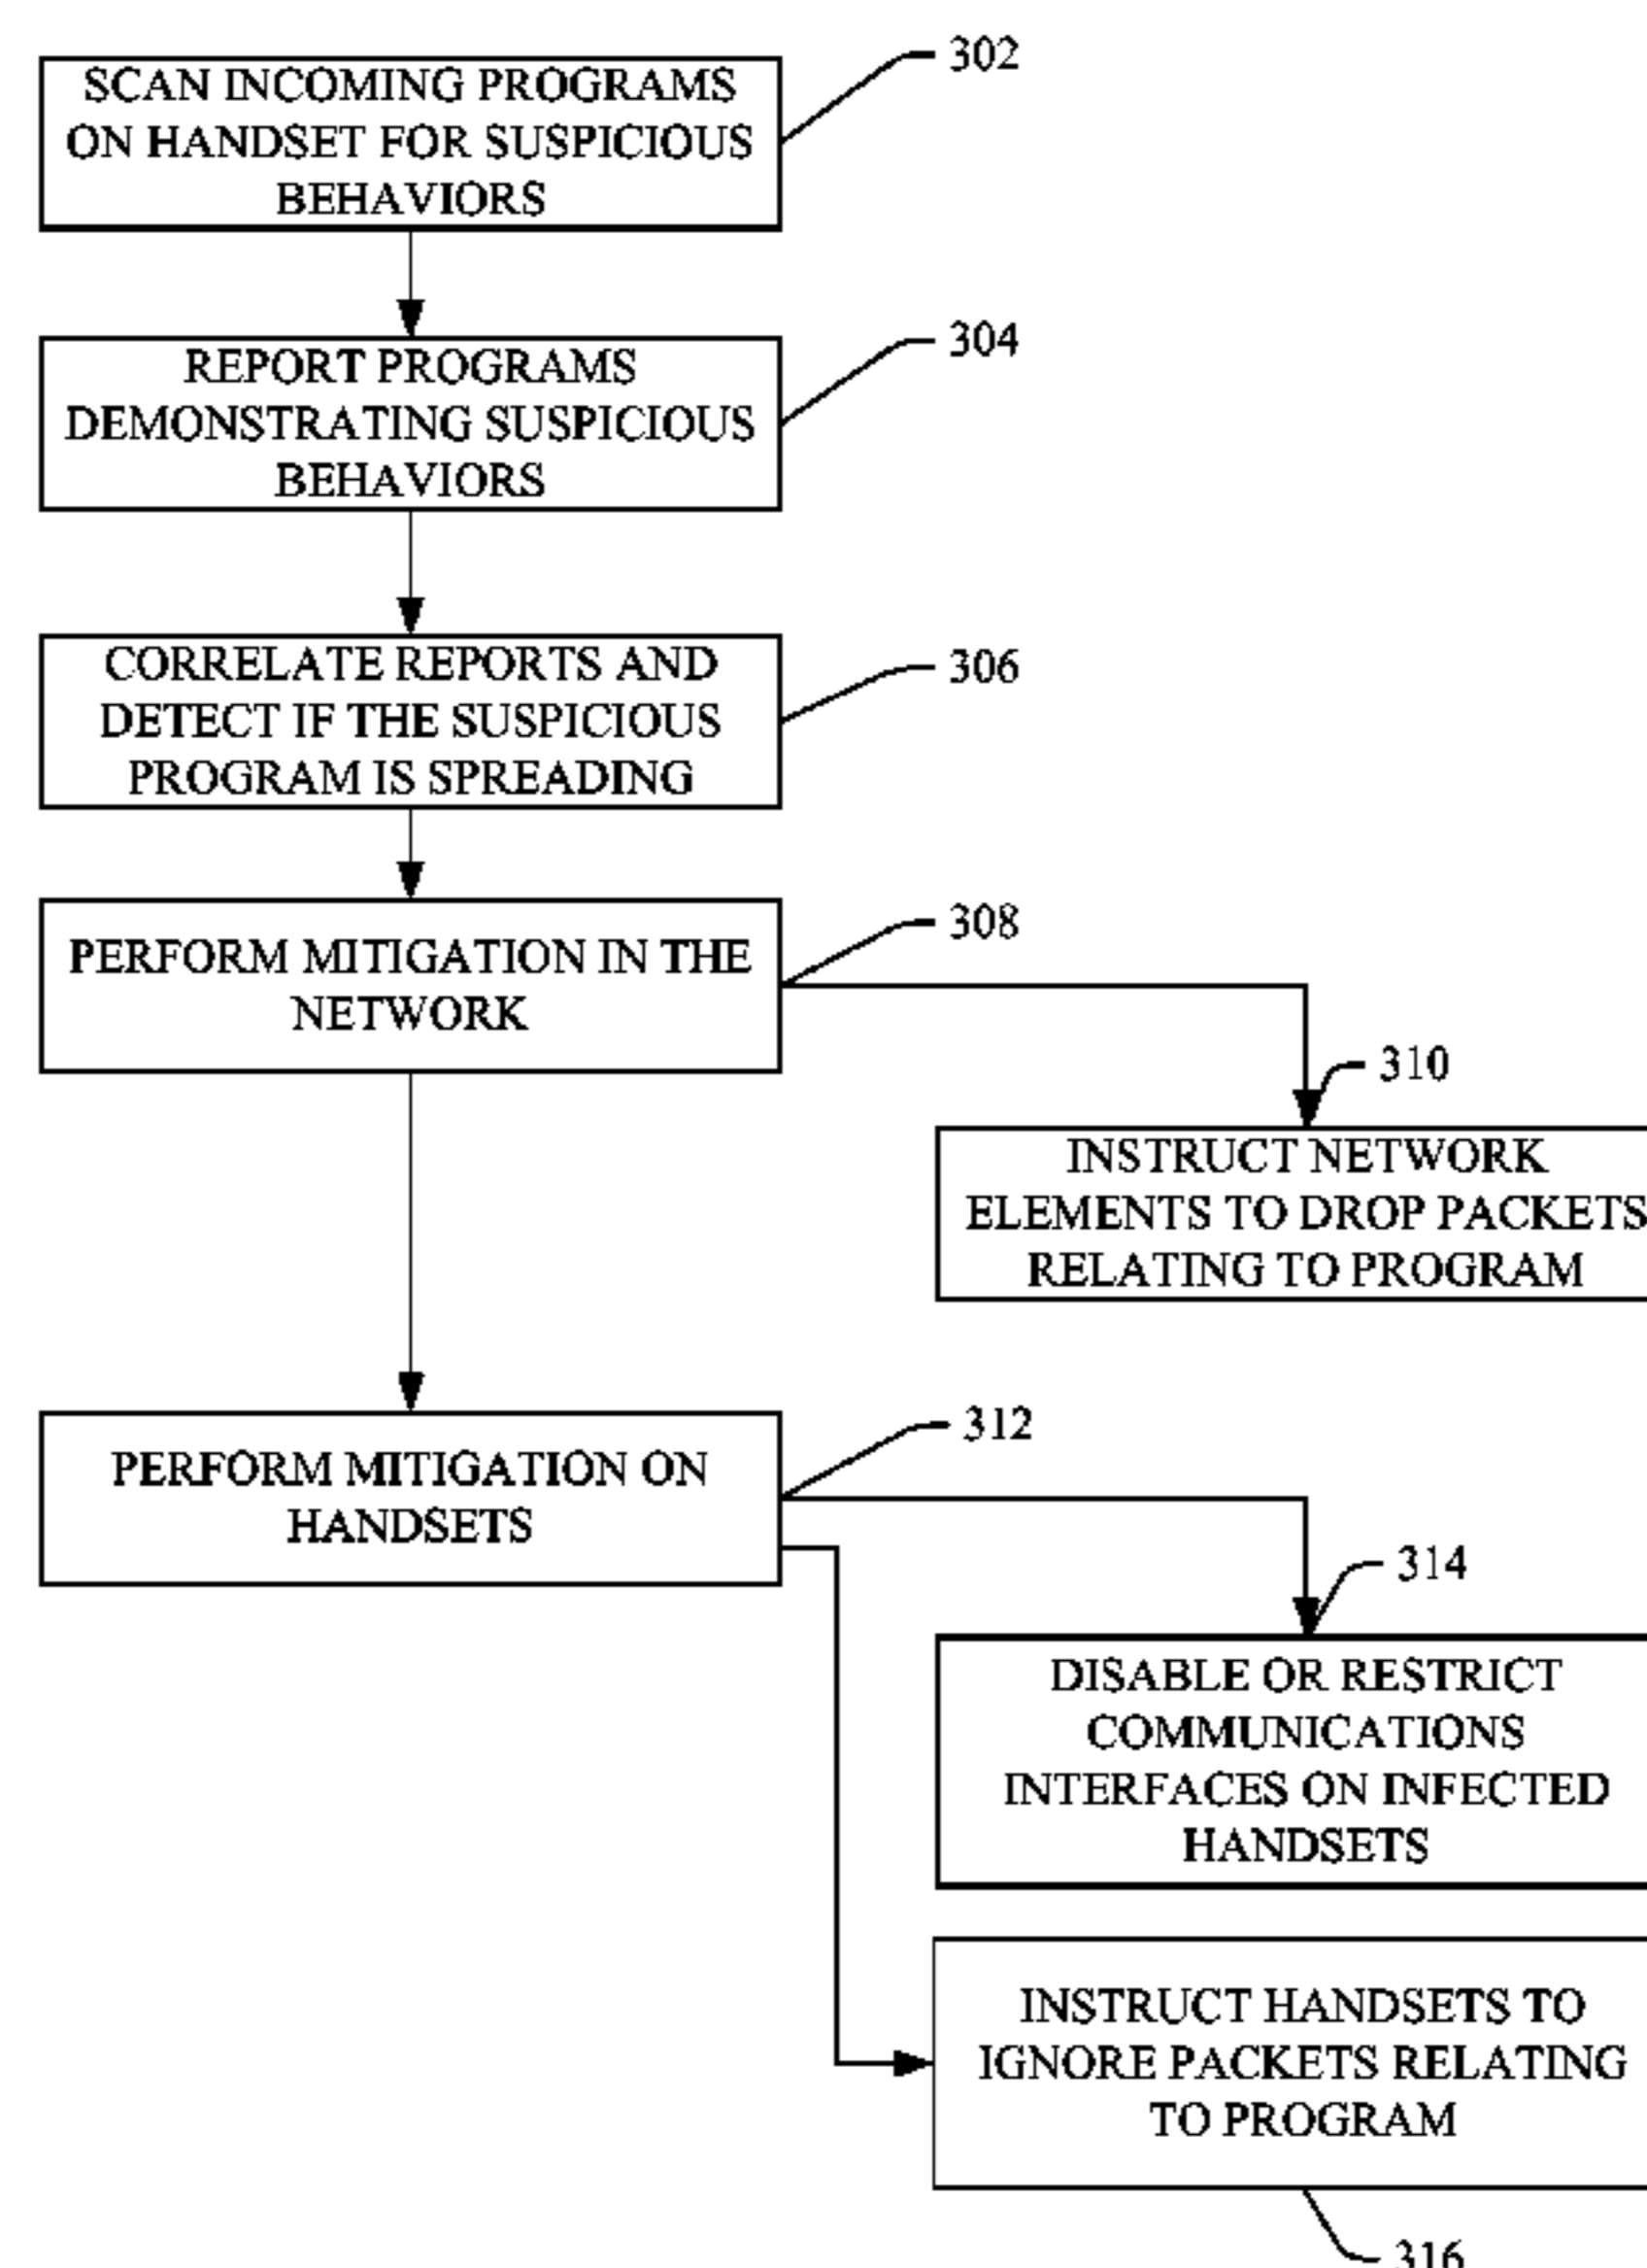 302
SCAN INCOMING PROGRAMS
ON HANDSET FOR SUSPICIOUS
BEHAVIORS
304
REPORT PROGRAMS
DEMONSTRATING SUSPICIOUS
BEHAVIORS
306
CORRELATE REPORTS AND
DETECT IF THE SUSPICIOUS
PROGRAM IS SPREADING
308
PERFORM MITIGATION IN THE
NETWORK
310
INSTRUCT NETWORK
ELEMENTS TO DROP PACKETS
RELATING TO PROGRAM
312
PERFORM MITIGATION ON
HANDSETS
314
DISABLE OR RESTRICT
COMMUNICATIONS
INTERFACES ON INFECTED
HANDSETS
INSTRUCT HANDSETS TO
IGNORE PACKETS RELATING
TO PROGRAM
316